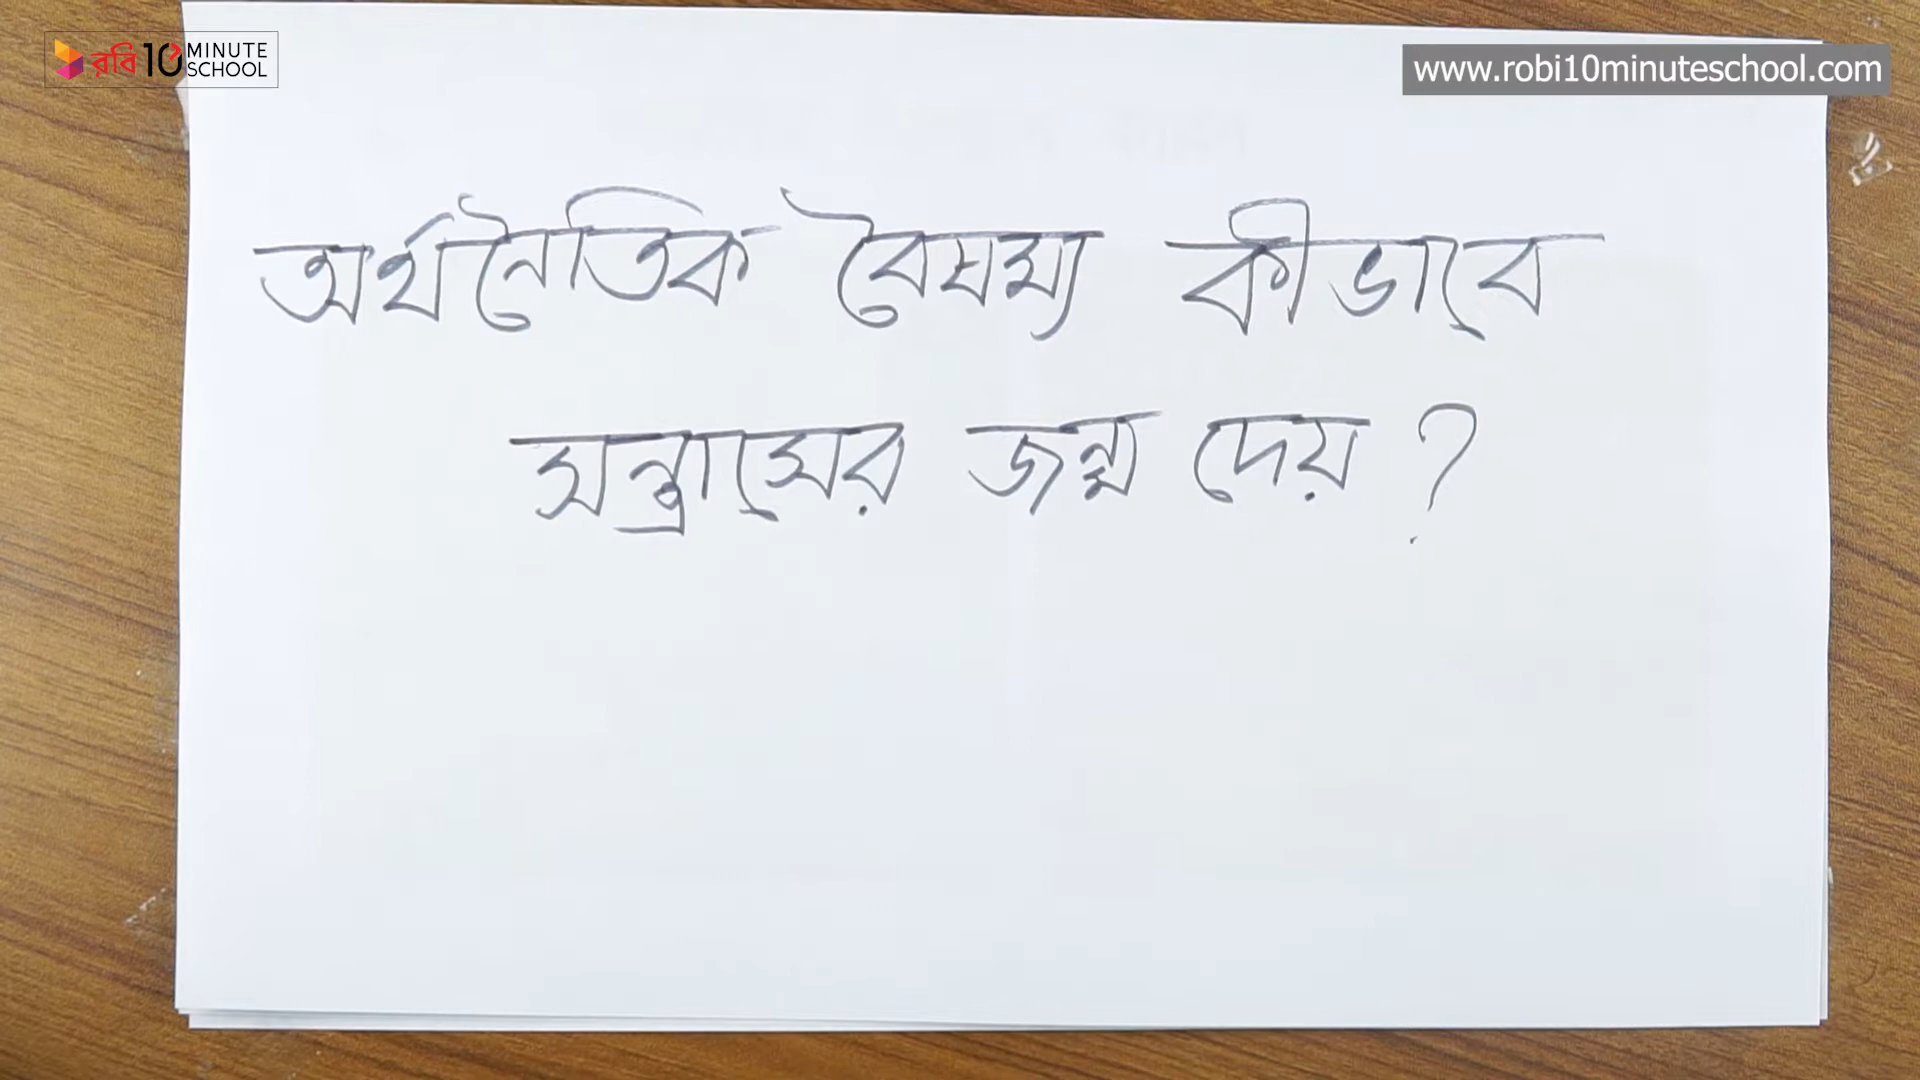 রবি 10 MINUTE SCHOOL
www.robi10minuteschool.com
অর্থনৈতিক বৈষম্য কীভাবে
সন্ত্রাসের জন্ম দেয় ?